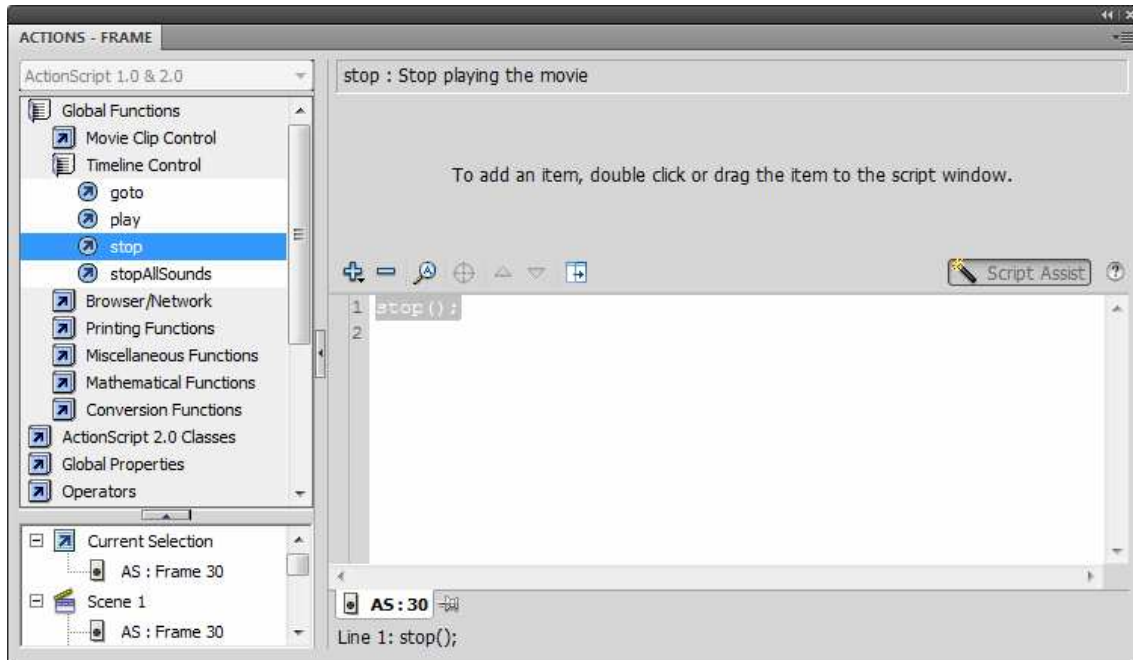 ACTIONS - FRAME
ActionScript 1.0 & 2.0
Global Functions
Movie Clip Control
Timeline Control
goto
play
stop
stopAllSounds
Browser/Network
Printing Functions
Miscellaneous Functions
Mathematical Functions
Conversion Functions
ActionScript 2.0 Classes
Global Properties
Operators
Current Selection
AS : Frame 30
Scene 1
AS : Frame 30
stop : Stop playing the movie
To add an item, double click or drag the item to the script window.
Script Assist
1 stop();
2
AS : 30
Line 1: stop();